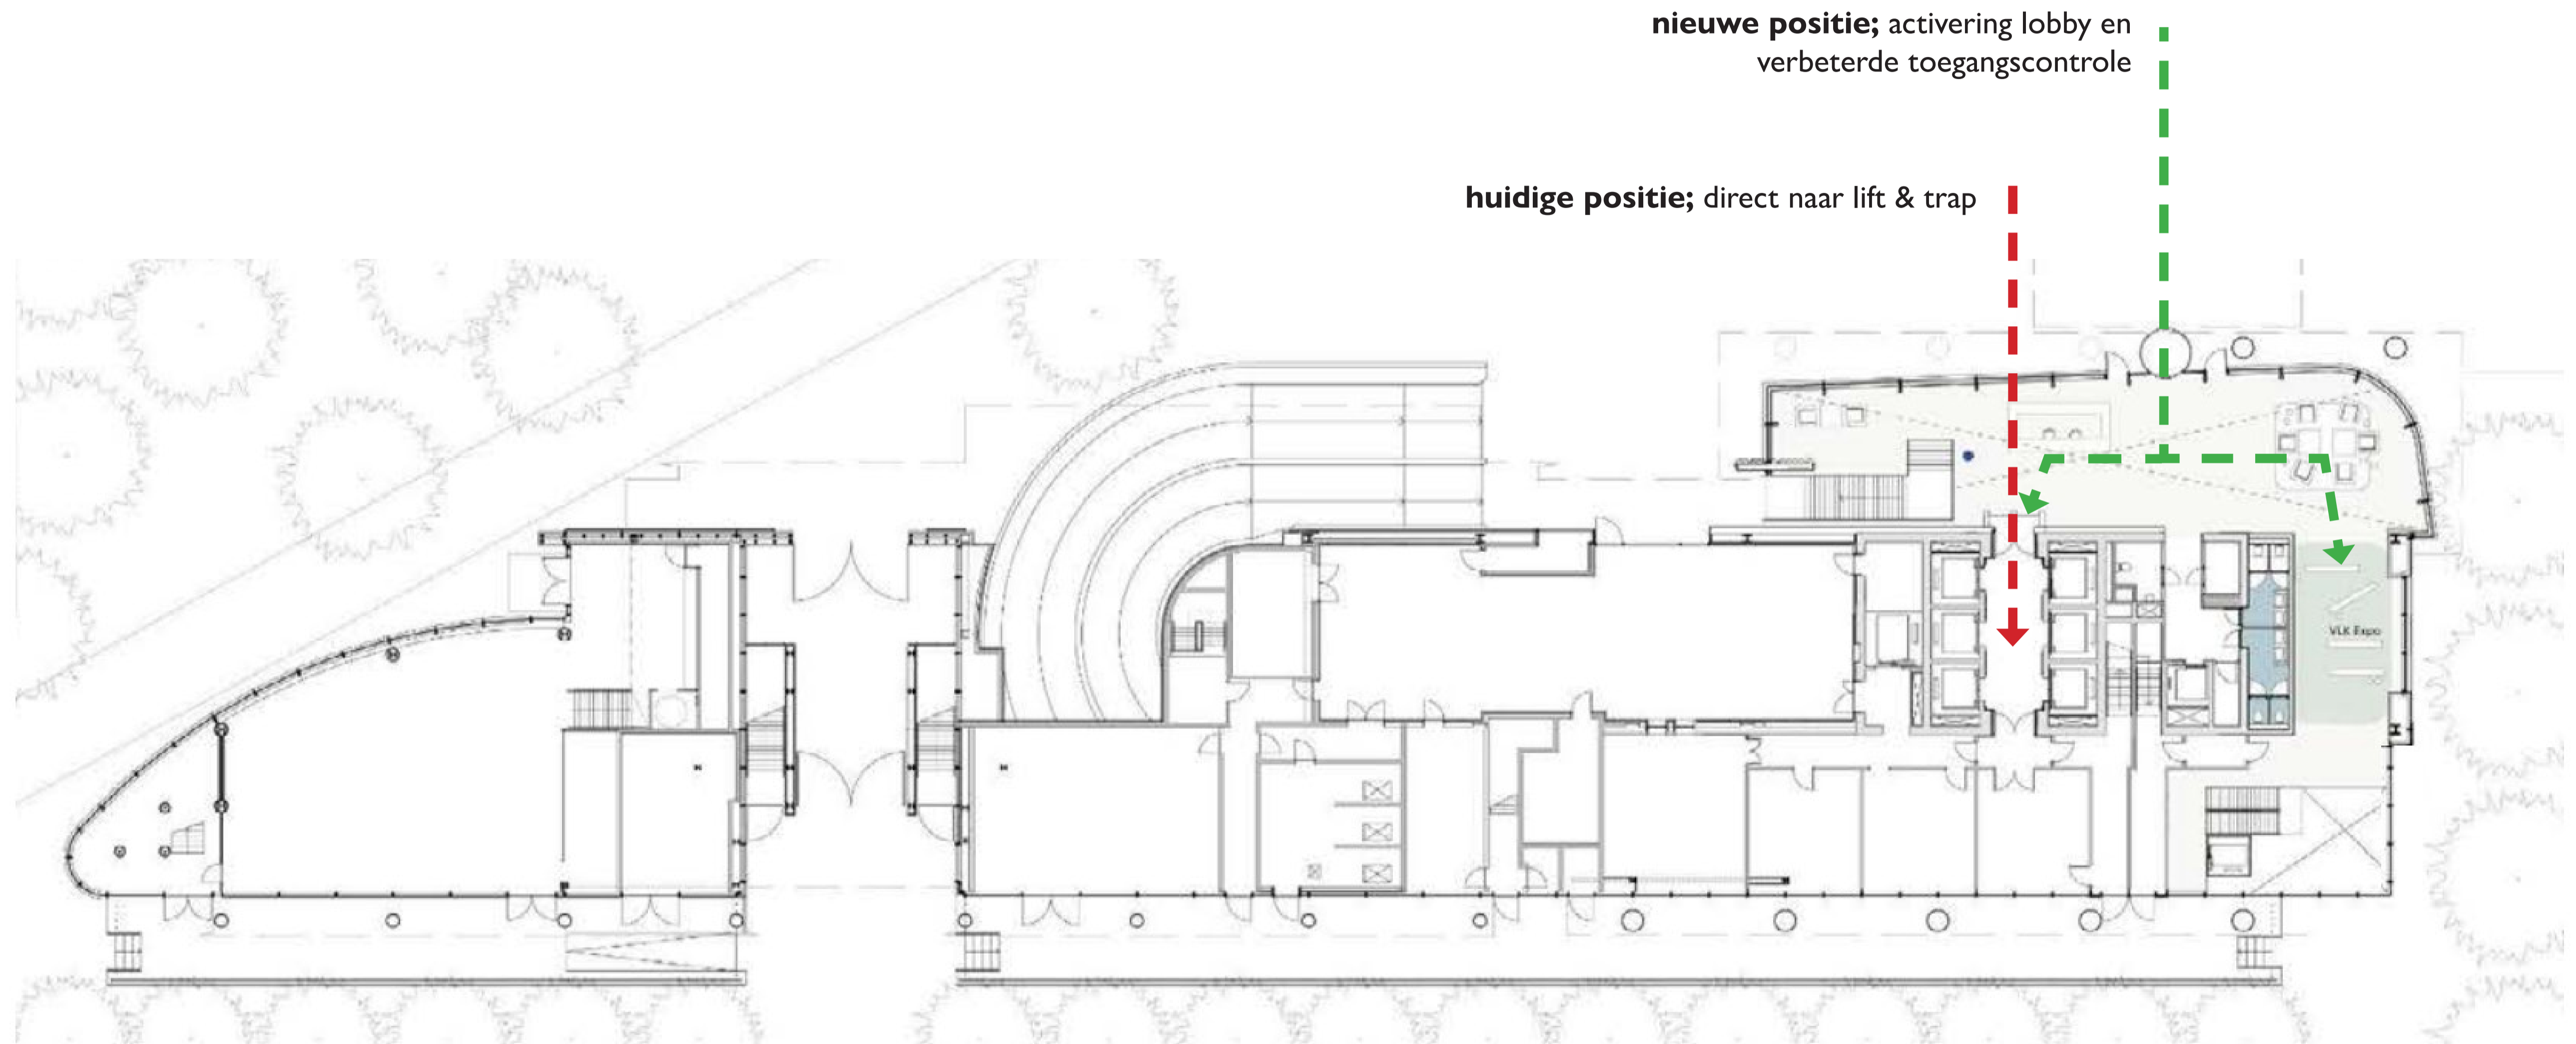 nieuwe positie; activering lobby en
verbeterde toegangscontrole
huidige positie; direct naar lift & trap
VLK Expo